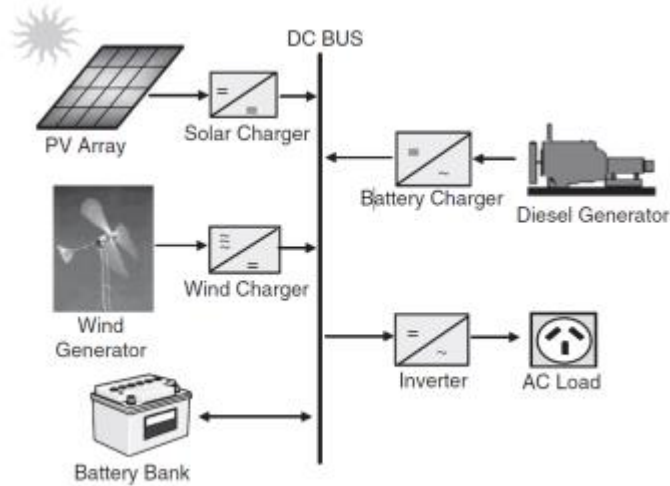 DC BUS
PV Array
Solar Charger
Battery Charger
Diesel Generator
Wind
Generator
Wind Charger
Inverter
AC Load
Battery Bank